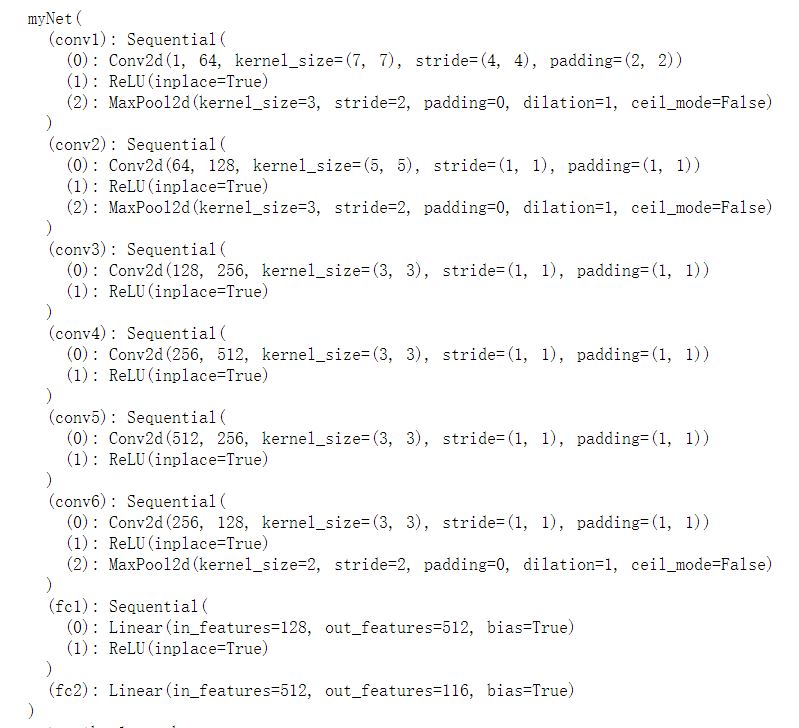 myNet(
  (conv1): Sequential(
    (0): Conv2d(1, 64, kernel_size=(7, 7), stride=(4, 4), padding=(2, 2))
    (1): ReLU(inplace=True)
    (2): MaxPool2d(kernel_size=3, stride=2, padding=0, dilation=1, ceil_mode=False)
  )
  (conv2): Sequential(
    (0): Conv2d(64, 128, kernel_size=(5, 5), stride=(1, 1), padding=(1, 1))
    (1): ReLU(inplace=True)
    (2): MaxPool2d(kernel_size=3, stride=2, padding=0, dilation=1, ceil_mode=False)
  )
  (conv3): Sequential(
    (0): Conv2d(128, 256, kernel_size=(3, 3), stride=(1, 1), padding=(1, 1))
    (1): ReLU(inplace=True)
  )
  (conv4): Sequential(
    (0): Conv2d(256, 512, kernel_size=(3, 3), stride=(1, 1), padding=(1, 1))
    (1): ReLU(inplace=True)
  )
  (conv5): Sequential(
    (0): Conv2d(512, 256, kernel_size=(3, 3), stride=(1, 1), padding=(1, 1))
    (1): ReLU(inplace=True)
  )
  (conv6): Sequential(
    (0): Conv2d(256, 128, kernel_size=(3, 3), stride=(1, 1), padding=(1, 1))
    (1): ReLU(inplace=True)
    (2): MaxPool2d(kernel_size=2, stride=2, padding=0, dilation=1, ceil_mode=False)
  )
  (fc1): Sequential(
    (0): Linear(in_features=128, out_features=512, bias=True)
    (1): ReLU(inplace=True)
  )
  (fc2): Linear(in_features=512, out_features=116, bias=True)
)